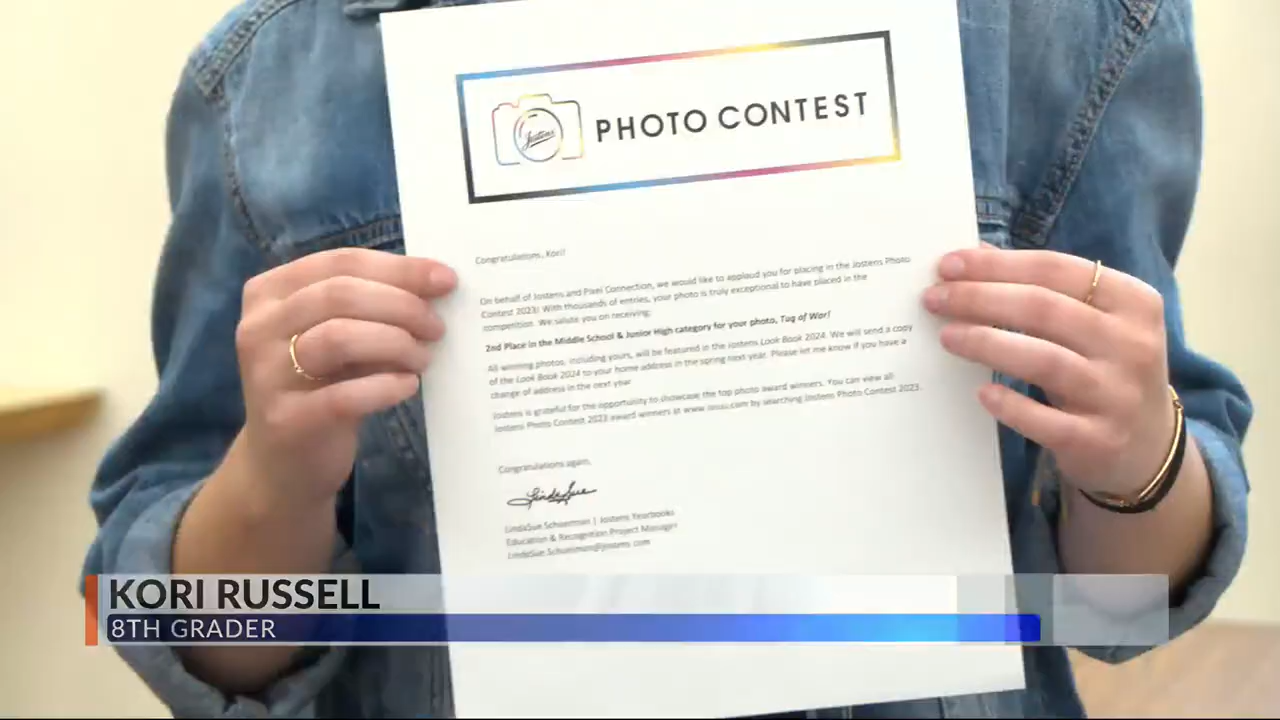 Jostens
PHOTO CONTEST
Congratulations, Kori!
On behalf of Jostens and Pixel Connection, we would like to applaud you for placing in the Jostens Photo
Contest 2023! With thousands of entries, your photo is truly exceptional to have placed in the
competition. We salute you on receiving:
2nd Place in the Middle School & Junior High category for your photo, Tug of War!
All winning photos, including yours, will be featured in the Jostens Look Book 2024. We will send a copy
of the Look Book 2024 to your home address in the spring next year. Please let me know if you have a
change of address in the next year.
Jostens is grateful for the opportunity to showcase the top photo award winners. You can view all
Jostens Photo Contest 2023 award winners at www.issuu.com by searching Jostens Photo Contest 2023.
Congratulations again,
LindaSue
LindaSue | Jostens Yearbooks
Education & Recognition Project Manager
KORI RUSSELL
8TH GRADER